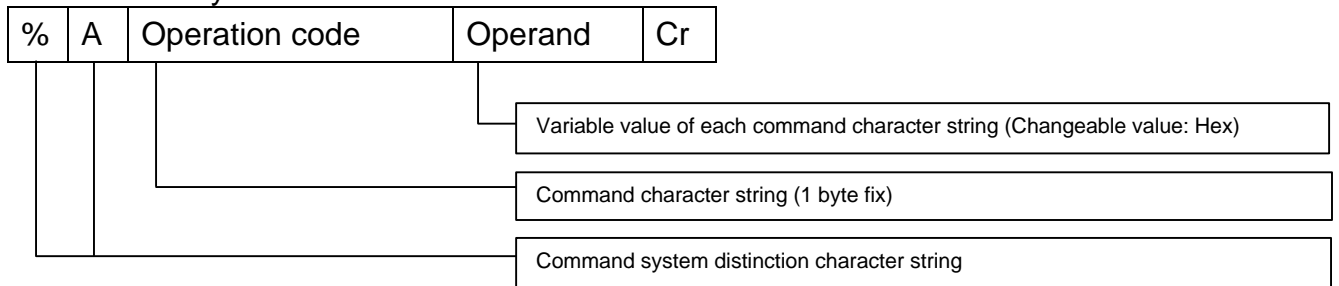 % A Operation code Operand Cr
Variable value of each command character string (Changeable value: Hex)
Command character string (1 byte fix)
Command system distinction character string